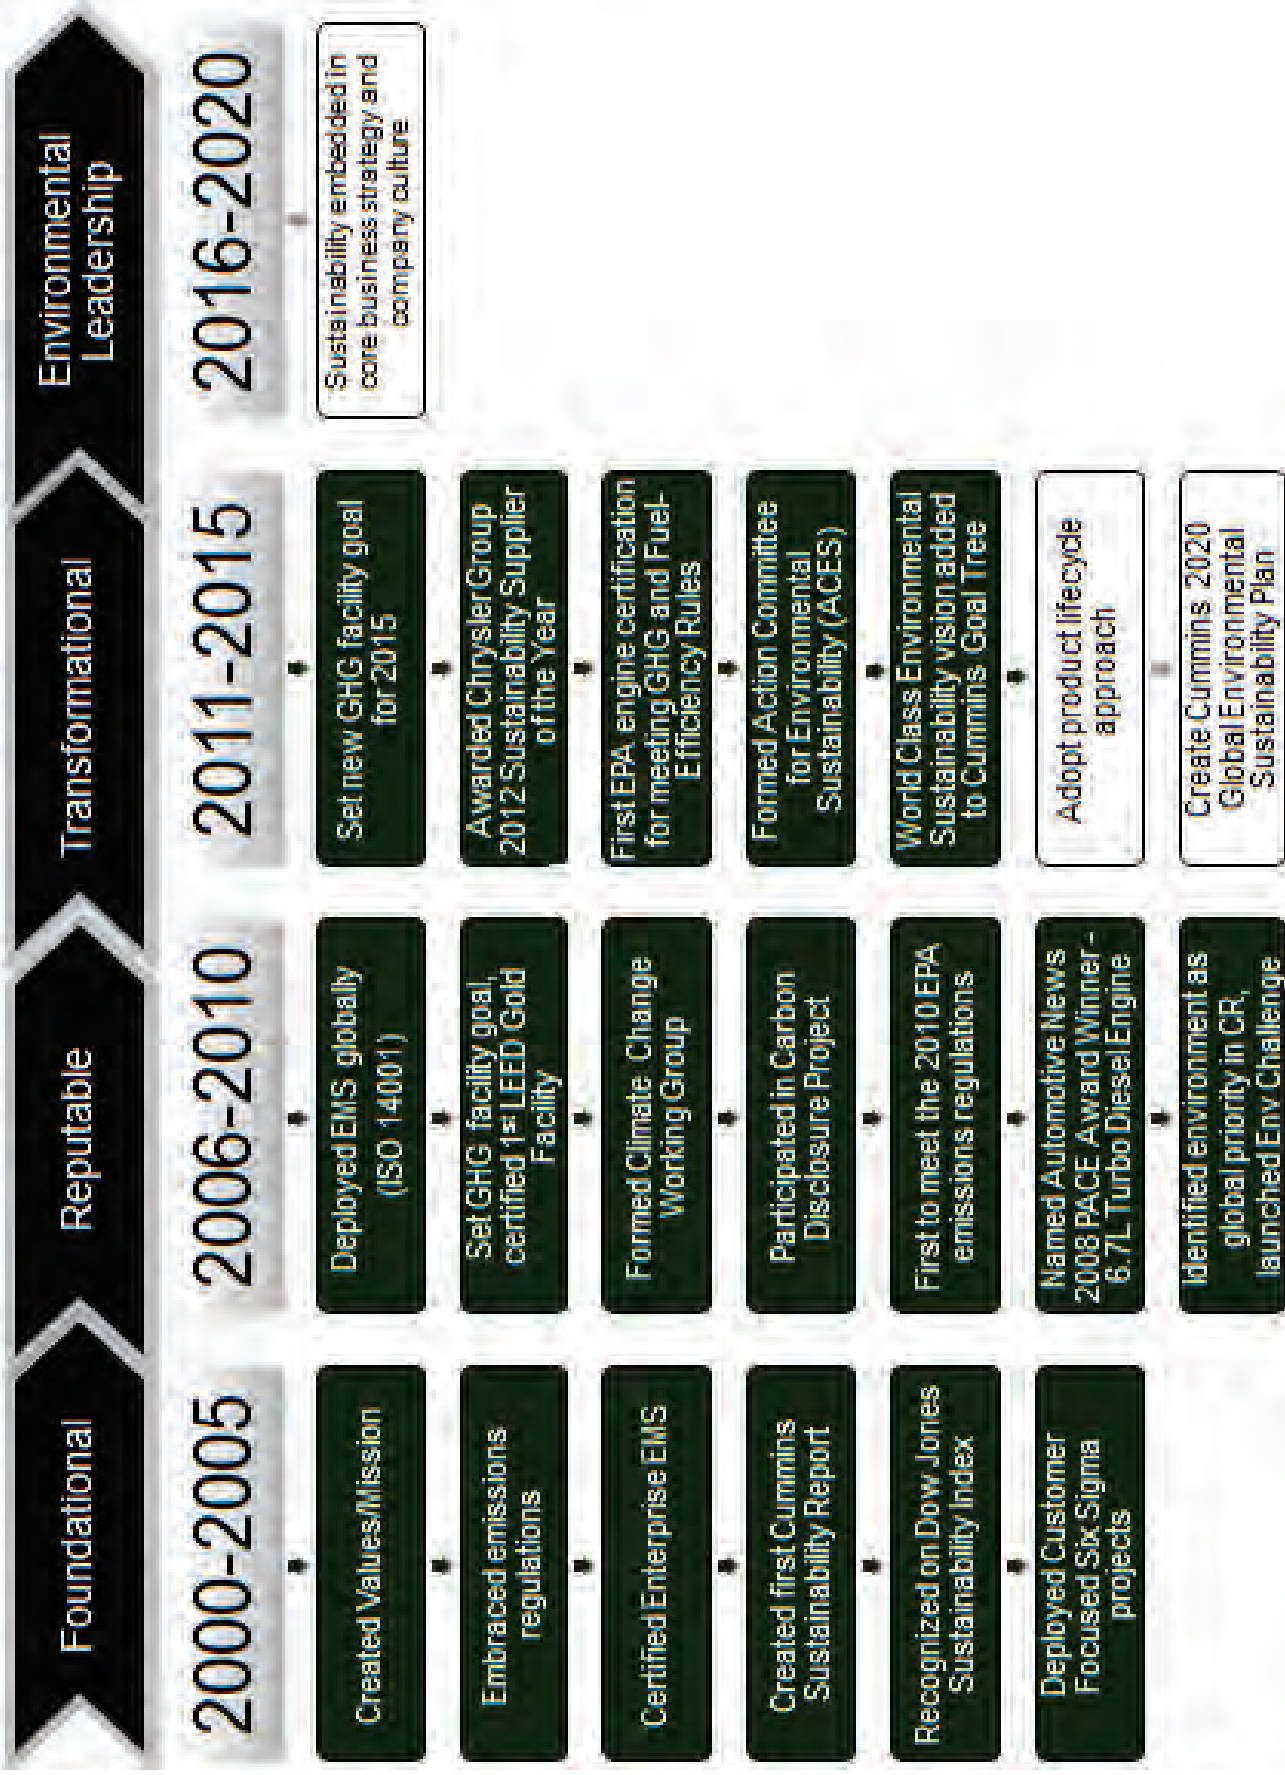 Foundational
Reputable
Transformational
Environmental
Leadership
2000-2005
2006-2010
2011-2015
2016-2020
Created Values/Mission
Embraced emissions
regulations
Certified Enterprise EMS
Created first Cummins
Sustainability Report
Recognized on Dow Jones
Sustainability Index
Deployed Customer
Focused Six Sigma
projects
Deployed EMS globally
(ISO 14001)
Set GHG facility goal,
certified 1st LEED Gold
Facility
Formed Climate Change
Working Group
Participated in Carbon
Disclosure Project
First to meet the 2010 EPA
emissions regulations
Named Automotive News
2008 PACE Award Winner -
6.7L Turbo Diesel Engine
Identified environment as
global priority in CR,
launched Env Challenge
Set new GHG facility goal
for 2015
Awarded Chrysler Group
2012 Sustainability Supplier
of the Year
First EPA engine certification
for meeting GHG and Fuel-
Efficiency Rules
Formed Action Committee
for Environmental
Sustainability (ACES)
World Class Environmental
Sustainability vision added
to Cummins Goal Tree
Adopt product lifecycle
approach
Create Cummins 2020
Global Environmental
Sustainability Plan
Sustainability embedded in
core business strategy and
company culture